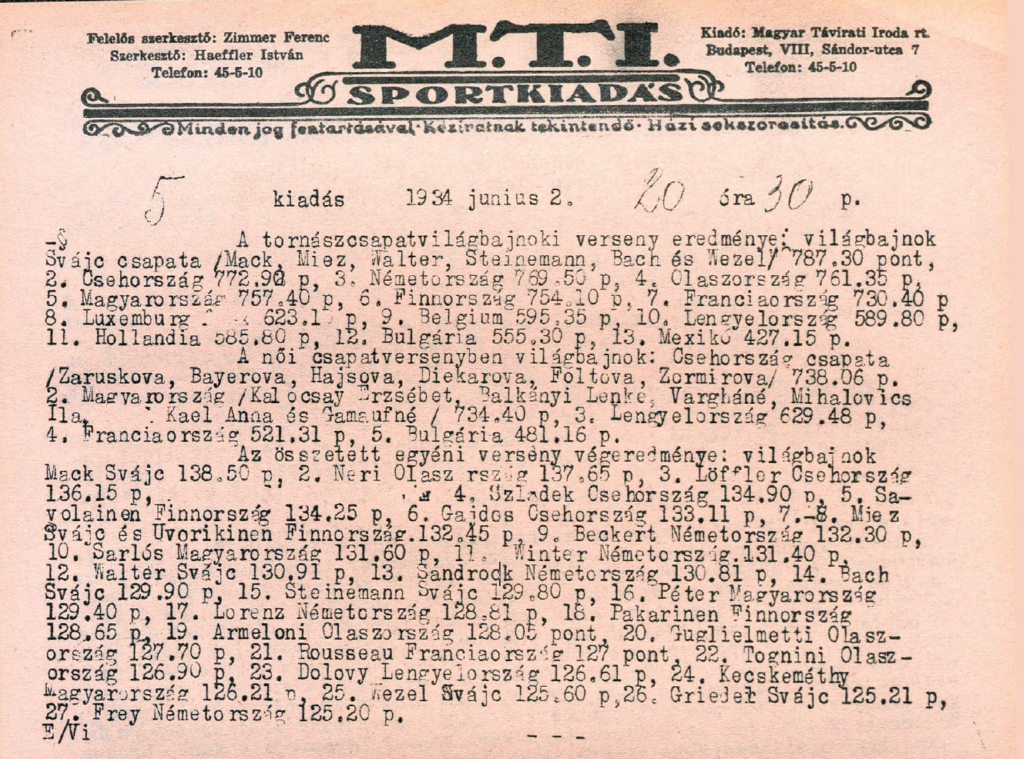 Felelős szerkesztő: Zimmer Ferenc
Szerkesztő: Haeffler István
Telefon: 45-5-10
M.T.I.
SPORTKIADÁS
Kiadó: Magyar Távirati Iroda rt.
Budapest, VIII, Sándor-utca 7
Telefon: 45-5-10
Minden jog fentartásával · Kéziratnak tekintendő · Házi sokszorosítás.
5 kiadás 1934 junius 2. 20 óra 30 p.
-§ A tornászcsapatvilágbajnoki verseny eredménye: világbajnok
Svájc csapata /Mack, Miez, Walter, Steinemann, Bach és Wezel/ 787.30 pont,
2. Csehország 772.90 p, 3. Németország 769.50 p, 4. Olaszország 761.35 p,
5. Magyarország 757.40 p, 6. Finnország 754.10 p, 7. Franciaország 730.40 p
8. Luxemburg 623.1 p, 9. Belgium 595.35 p, 10. Lengyelország 589.80 p,
11. Hollandia 585.80 p, 12. Bulgária 555.30 p, 13. Mexiko 427.15 p.
A női csapatversenyben világbajnok: Csehország csapata
/Zaruskova, Bayerova, Hajsova, Diekarova, Foltova, Zormirova/ 738.06 p.
2. Magyarország /Kalocsay Erzsébet, Balkányi Lenke, Vargháné, Mihalovics
Ila, Kael Anna és Gamaufné / 734.40 p, 3. Lengyelország 629.48 p,
4. Franciaország 521.31 p, 5. Bulgária 481.16 p.
Az összetett egyéni verseny végeredménye: világbajnok
Mack Svájc 138.50 p, 2. Neri Olasz rszág 137.65 p, 3. Löffler Csehország
136.15 p, 4. Szladek Csehország 134.90 p, 5. Sa-
volainen Finnország 134.25 p, 6. Gajdos Csehország 133.11 p, 7.-8. Miez
Svájc és Uvorikinen Finnország.132.45 p, 9. Beckert Németország 132.30 p,
10. Sarlós Magyarország 131.60 p, 11. Winter Németország.131.40 p,
12. Walter Svájc 130.91 p, 13. Sandrock Németország 130.81 p, 14. Bach
Svájc 129.90 p, 15. Steinemann Svájc 129.80 p, 16. Péter Magyarország
129.40 p, 17. Lorenz Németország 128.81 p, 18. Pakarinen Finnország
128.65 p, 19. Armeloni Olaszország 128.05 pont, 20. Guglielmetti Olasz-
ország 127.70 p, 21. Rousseau Franciaország 127 pont, 22. Tognini Olasz-
ország 126.90 p, 23. Dolovy Lengyelország 126.61 p, 24. Kecskeméthy
Magyarország 126.21 p, 25. Wezel Svájc 125.60 p,26. Grieder Svájc 125.21 p,
27. Frey Németország 125.20 p.
E/Vi - - -